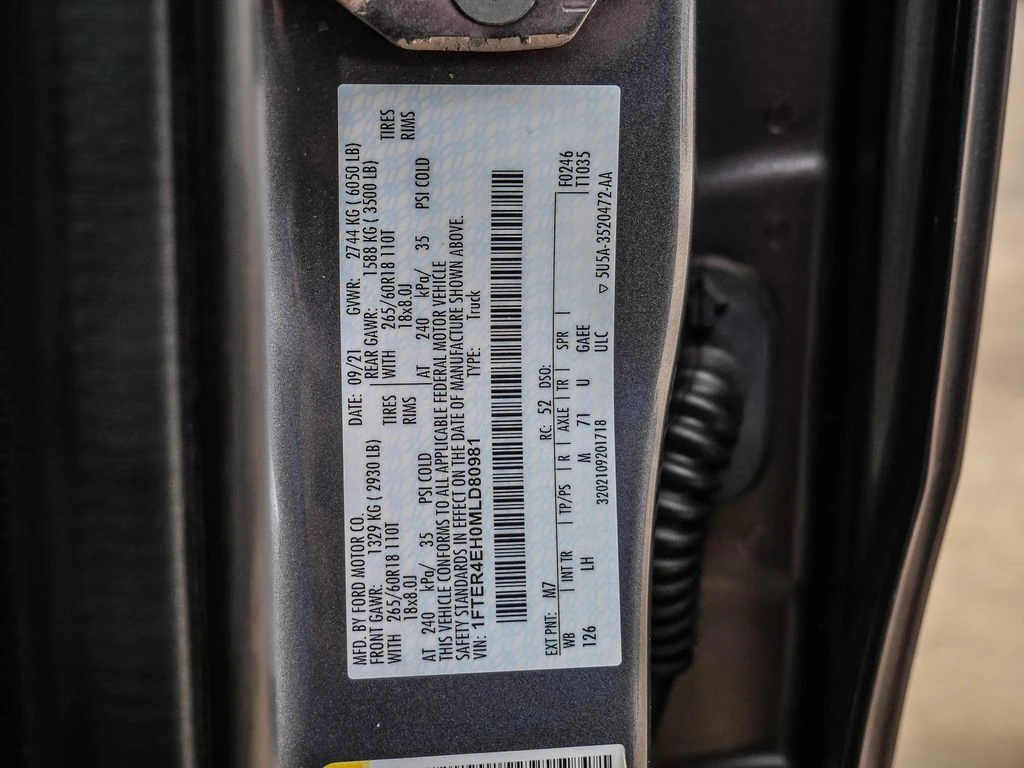 MFD. BY FORD MOTOR CO. DATE: 09/21 GVWR: 2744 KG ( 6050 LB)
FRONT GAWR: 1329 KG ( 2930 LB) REAR GAWR: 1588 KG ( 3500 LB)
WITH 265/60R18 110T TIRES WITH 265/60R18 110T TIRES
18x8.0J RIMS 18x8.0J RIMS
AT 240 kPa/ 35 PSI COLD AT 240 kPa/ 35 PSI COLD
THIS VEHICLE CONFORMS TO ALL APPLICABLE FEDERAL MOTOR VEHICLE
SAFETY STANDARDS IN EFFECT ON THE DATE OF MANUFACTURE SHOWN ABOVE.
VIN: 1FTER4EH0MLD80981 TYPE: Truck
EXT PNT: M7 RC: 52 DSO: F0246
WB | INT TR | TP/PS | R | AXLE | TR | SPR | T1035
126 LH M 71 U GAEE
ULC
3202109201718 ▽ 5U5A-3520472-AA